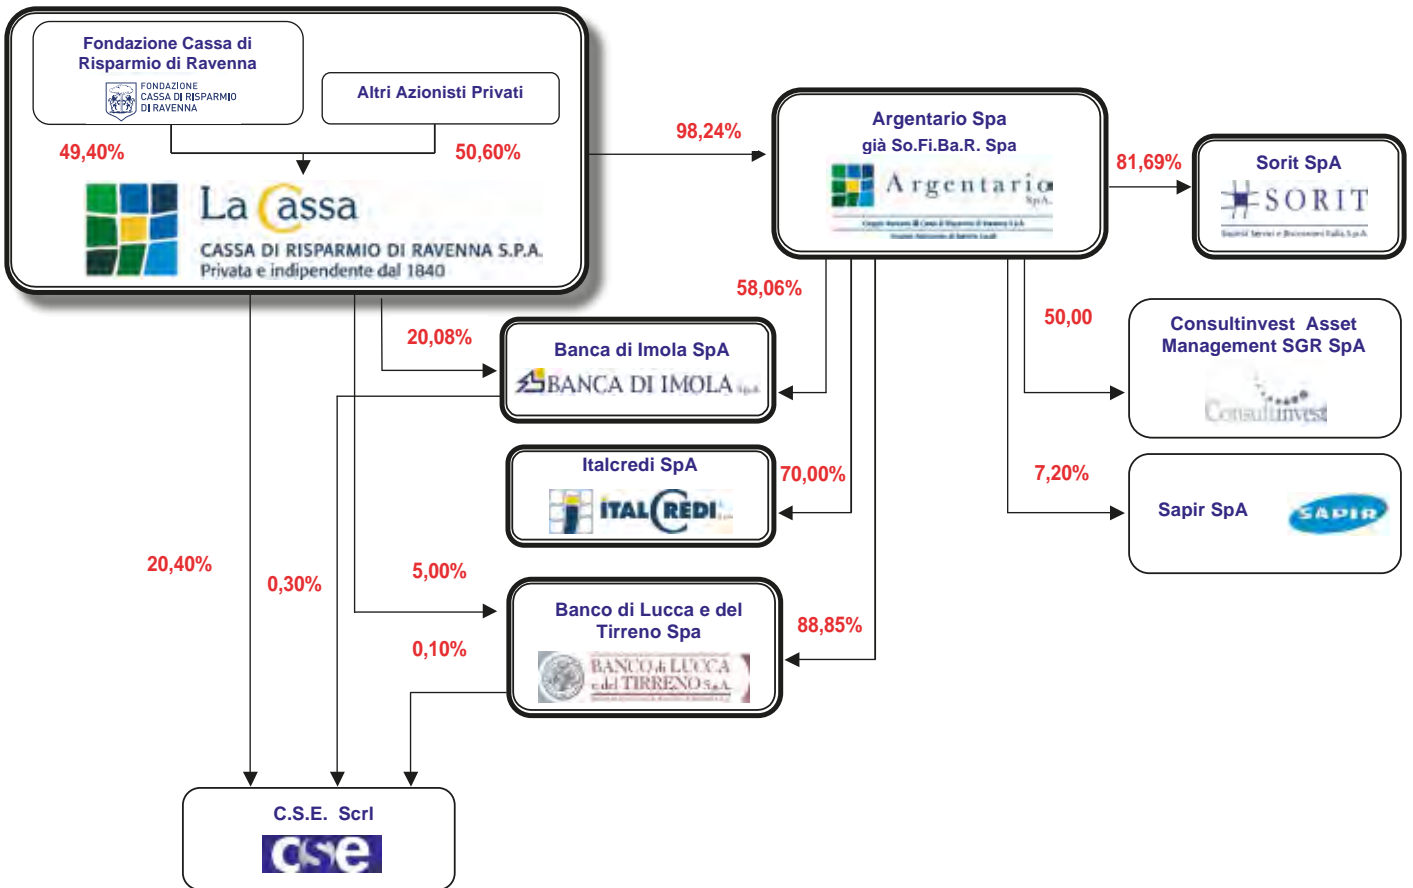 Fondazione Cassa di
Risparmio di Ravenna
FONDAZIONE
CASSA DI RISPARMIO
DI RAVENNA
Altri Azionisti Privati
49,40%
50,60%
La Cassa
CASSA DI RISPARMIO DI RAVENNA S.P.A.
Privata e indipendente dal 1840
98,24%
Argentario Spa
già So.Fi.Ba.R. Spa
Argentario
S.p.A.
81,69%
Sorit SpA
SORIT
58,06%
20,08%
Banca di Imola SpA
BANCA DI IMOLA S.p.A.
50,00
Consultinvest Asset
Management SGR SpA
Consultinvest
Italcredi SpA
ITALCREDI
70,00%
7,20%
Sapir SpA
SAPIR
20,40%
0,30%
5,00%
0,10%
Banco di Lucca e del
Tirreno Spa
BANCO di LUCCA
e del TIRRENO S.p.A.
88,85%
C.S.E. Scrl
cse